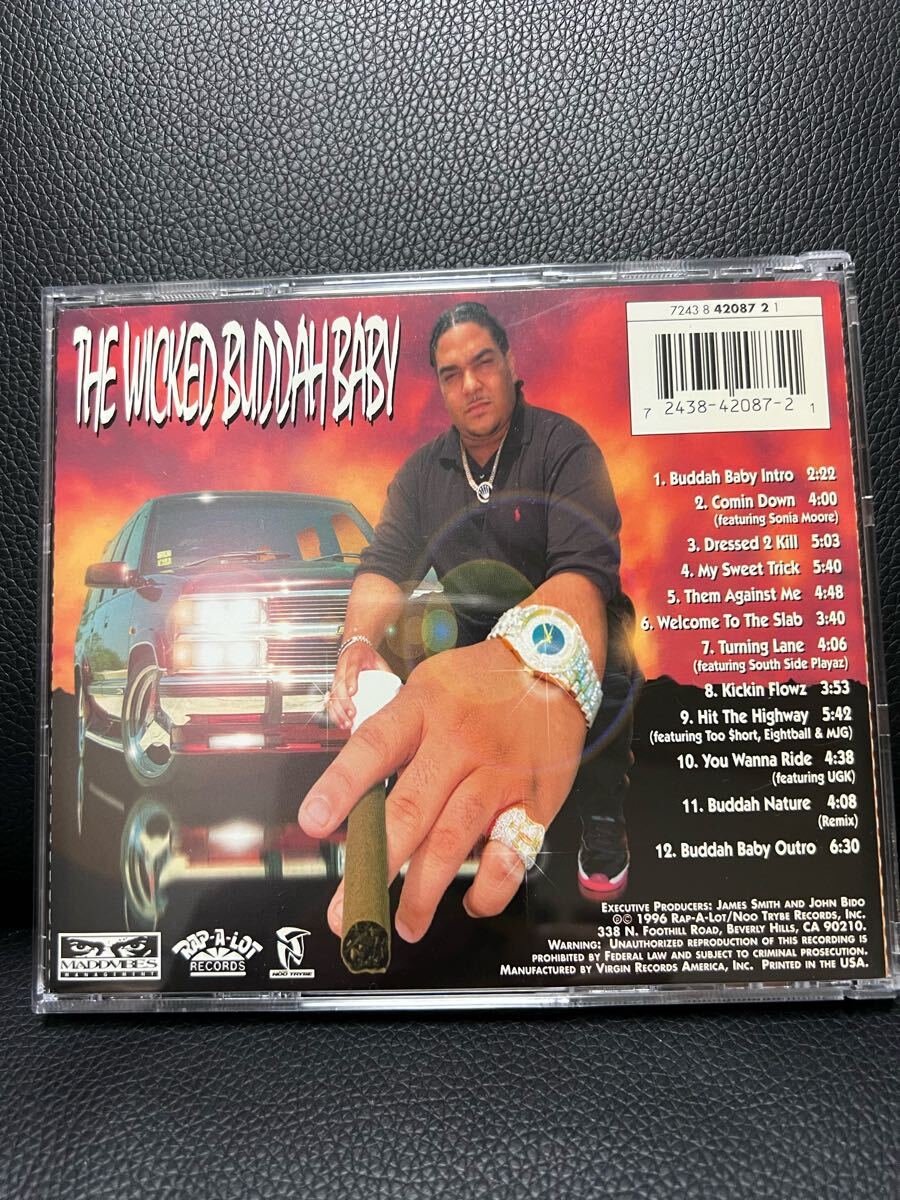 THE WICKED BUDDAH BABY
7243 8 42087 2 1
7 2438-42087-2 1
1. Buddah Baby Intro 2:22
2. Comin Down 4:00
(featuring Sonia Moore)
3. Dressed 2 Kill 5:03
4. My Sweet Trick 5:40
5. Them Against Me 4:48
6. Welcome To The Slab 3:40
7. Turning Lane 4:06
(featuring South Side Playaz)
8. Kickin Flowz 3:53
9. Hit The Highway 5:42
(featuring Too $hort, Eightball & MJG)
10. You Wanna Ride 4:38
(featuring UGK)
11. Buddah Nature 4:08
(Remix)
12. Buddah Baby Outro 6:30
EXECUTIVE PRODUCERS: JAMES SMITH AND JOHN BIDO
℗© 1996 RAP-A-LOT/NOO TRYBE RECORDS, INC.
338 N. FOOTHILL ROAD, BEVERLY HILLS, CA 90210.
WARNING: UNAUTHORIZED REPRODUCTION OF THIS RECORDING IS
PROHIBITED BY FEDERAL LAW AND SUBJECT TO CRIMINAL PROSECUTION.
MANUFACTURED BY VIRGIN RECORDS AMERICA, INC. PRINTED IN THE USA.
MADDVIBES
MANAGEMENT
RAP-A-LOT
RECORDS
NOO TRYBE